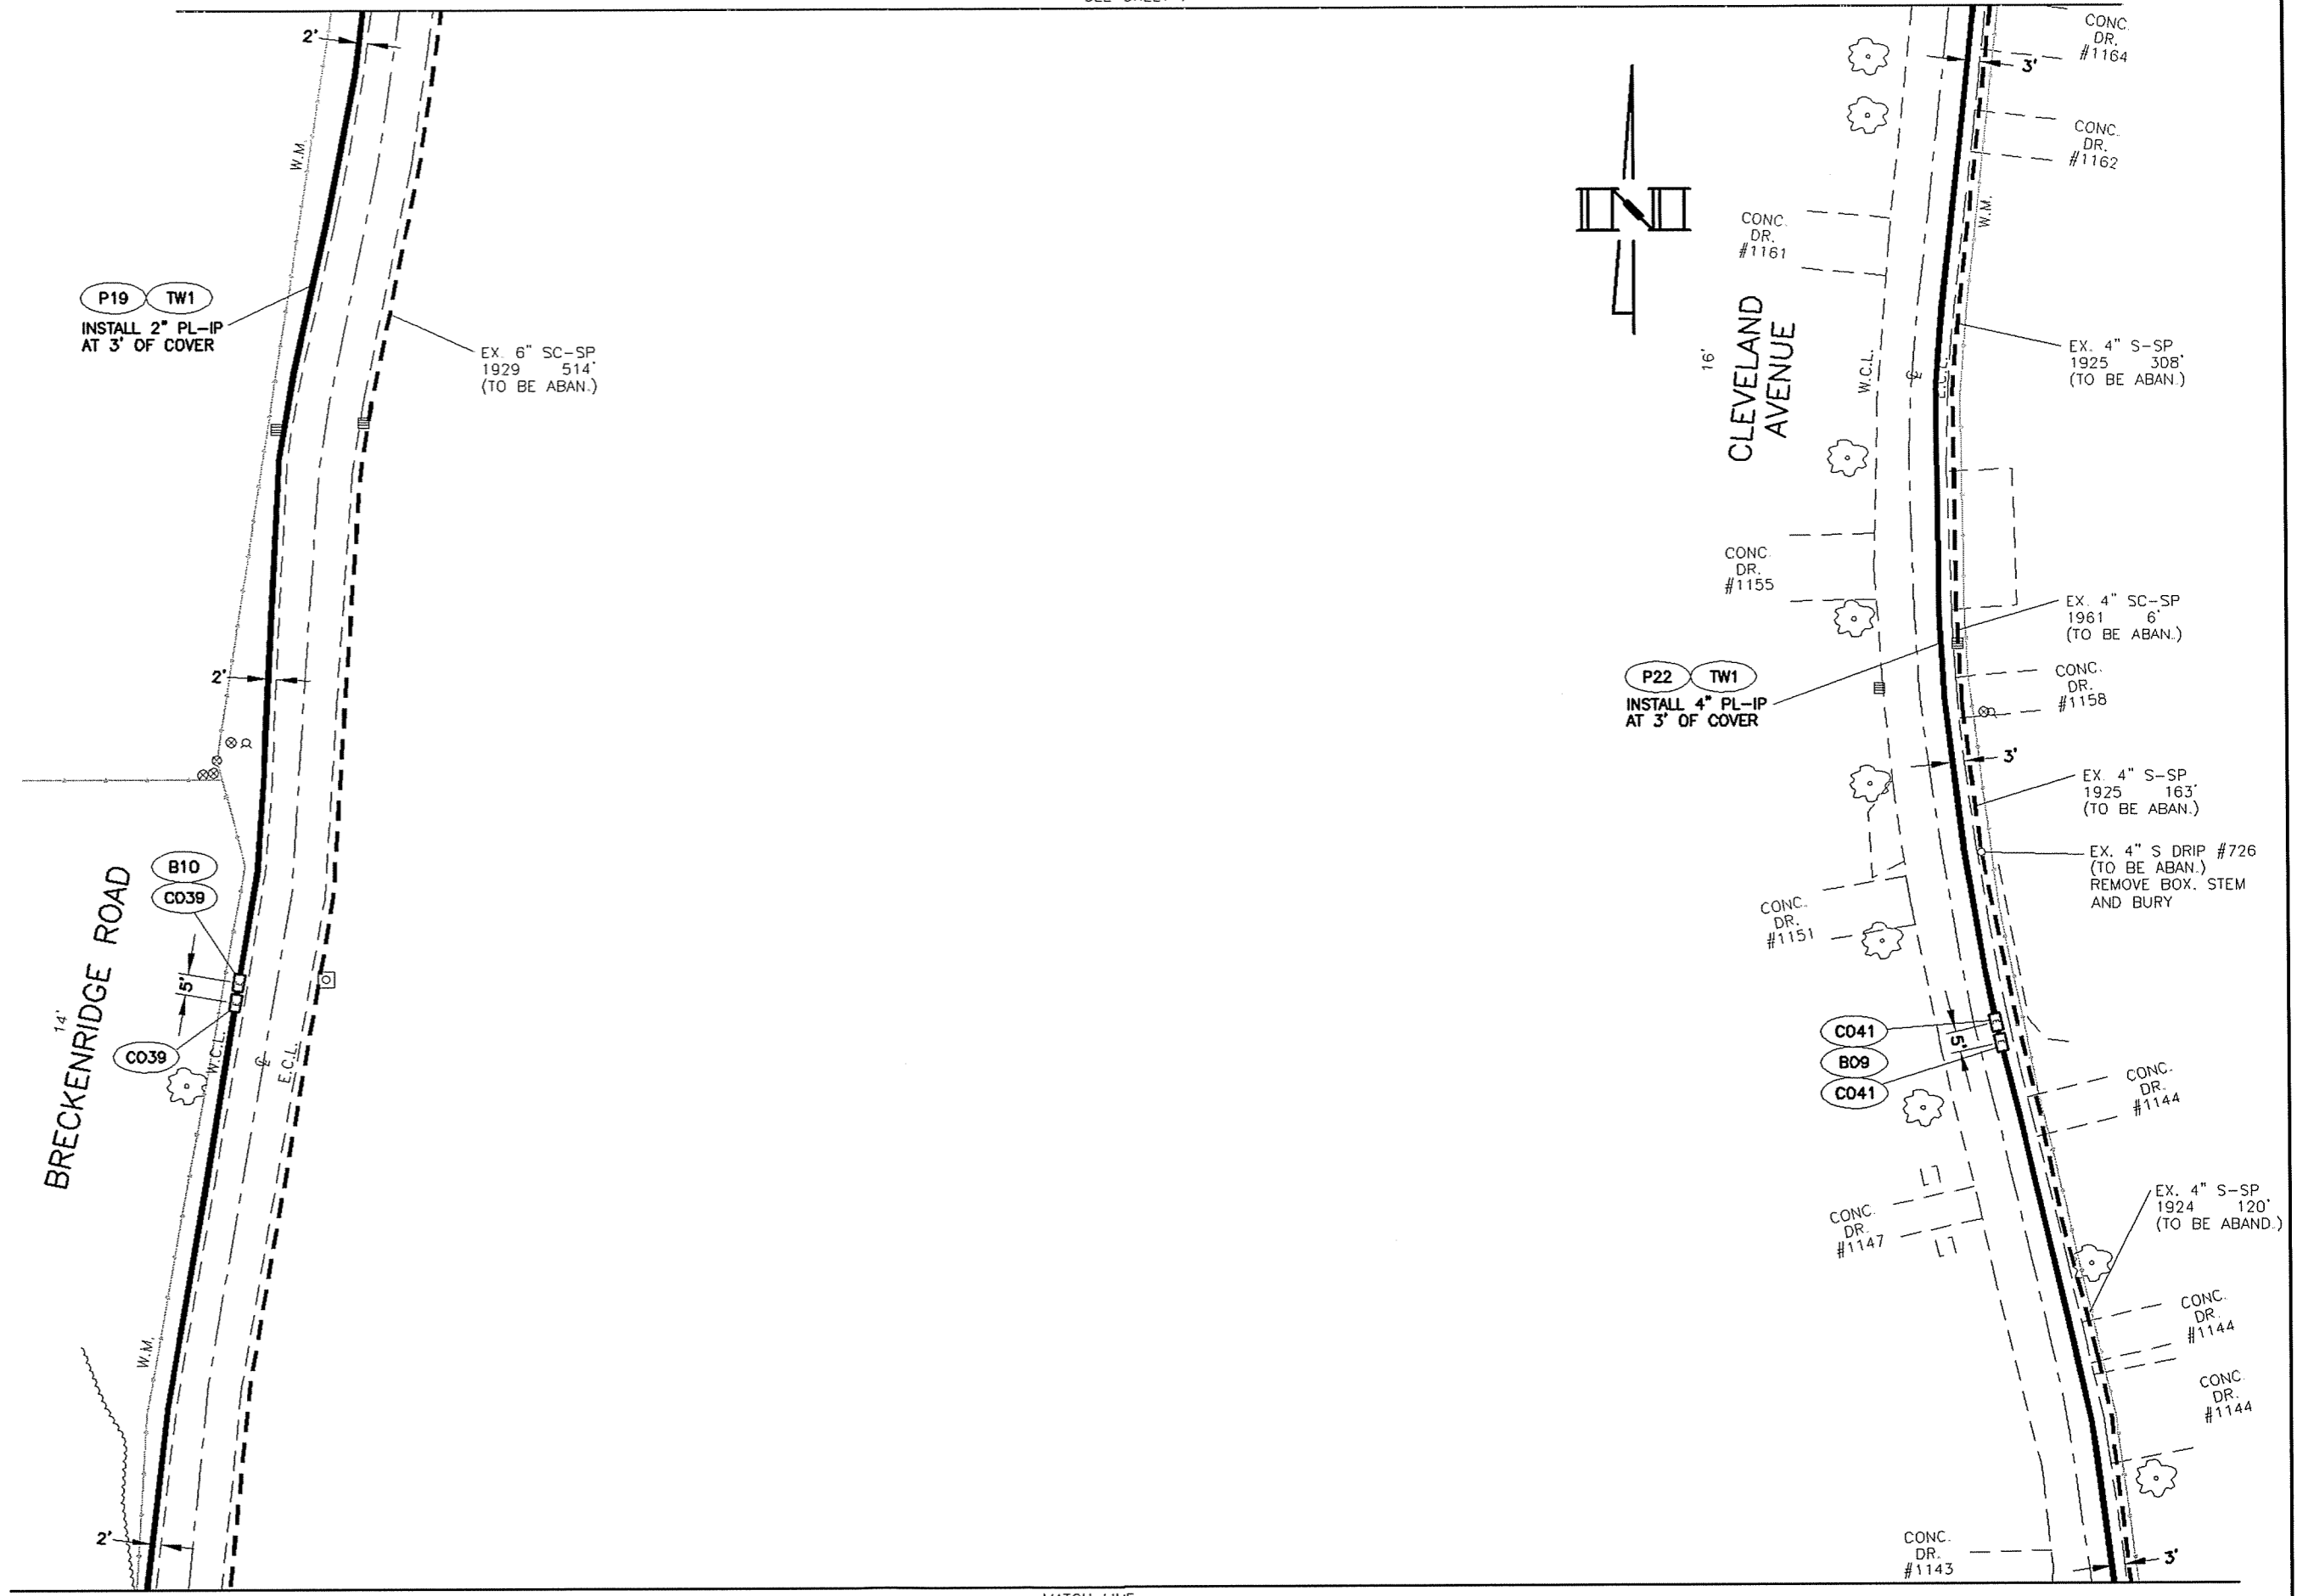 2'
W.M.
P19 TW1
INSTALL 2" PL-IP
AT 3' OF COVER
EX. 6" SC-SP
1929 514'
(TO BE ABAN.)
2'
B10
CO39
5'
CO39
14'
BRECKENRIDGE ROAD
W.C.L.
E.C.L.
W.M.
2'
N
CONC.
DR.
#1164
3'
CONC.
DR.
#1162
W.M.
CONC.
DR.
#1161
16'
CLEVELAND
AVENUE
W.C.L.
E.C.L.
EX. 4" S-SP
1925 308'
(TO BE ABAN.)
CONC.
DR.
#1155
EX. 4" SC-SP
1961 6'
(TO BE ABAN.)
P22 TW1
INSTALL 4" PL-IP
AT 3' OF COVER
CONC.
DR.
#1158
3'
EX. 4" S-SP
1925 163'
(TO BE ABAN.)
EX. 4" S DRIP #726
(TO BE ABAN.)
REMOVE BOX. STEM
AND BURY
CONC.
DR.
#1151
CO41
B09
CO41
5'
CONC.
DR.
#1144
CONC.
DR.
#1147
EX. 4" S-SP
1924 120'
(TO BE ABAND.)
CONC.
DR.
#1144
CONC.
DR.
#1144
CONC.
DR.
#1143
3'